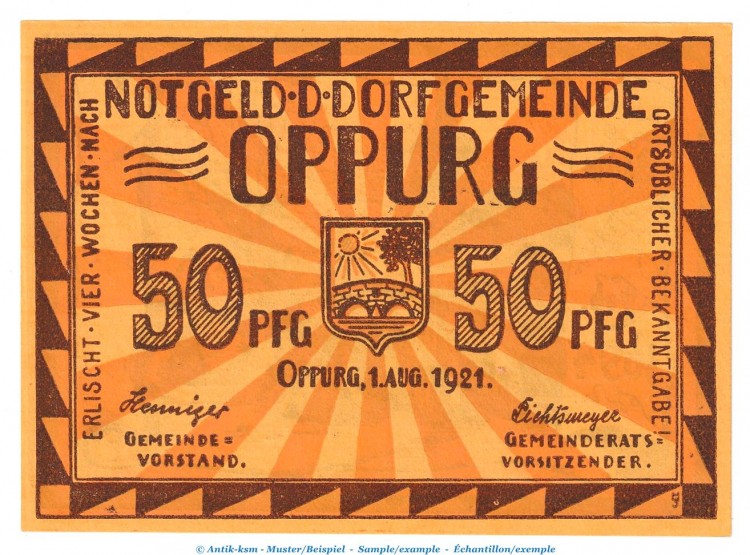 NOTGELD·D·DORFGEMEINDE
OPPURG
ERLISCHT·VIER·WOCHEN·NACH
ORTSÜBLICHER·BEKANNTGABE!
50 PFG
50 PFG
OPPURG, 1. AUG. 1921.
Henniger
GEMEINDE=
VORSTAND.
Lichtsmeyer
GEMEINDERATS=
VORSITZENDER.
© Antik-ksm - Muster/Beispiel - Sample/example - Échantillon/exemple